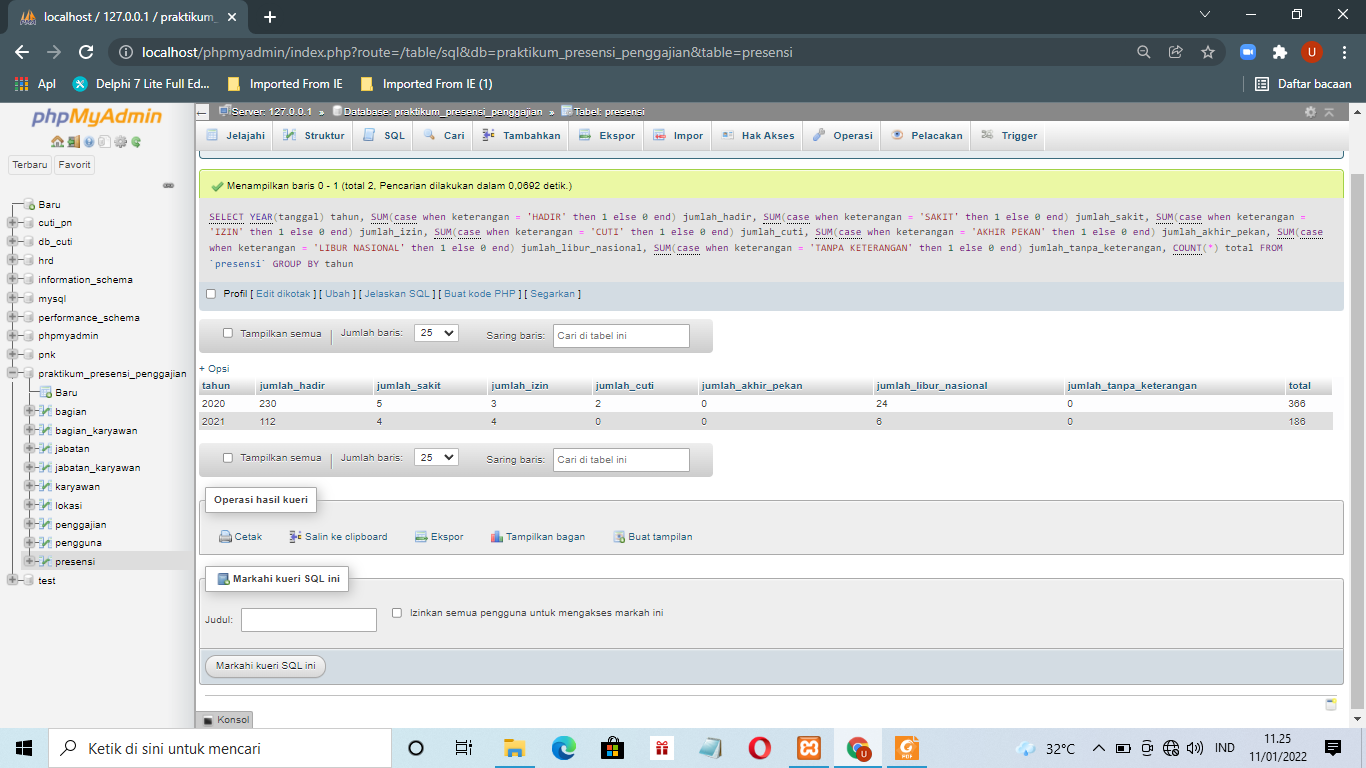 localhost / 127.0.0.1 / praktikum_
localhost/phpmyadmin/index.php?route=/table/sql&db=praktikum_presensi_penggajian&table=presensi
U
Apl Delphi 7 Lite Full Ed... Imported From IE Imported From IE (1) Daftar bacaan
phpMyAdmin
Terbaru Favorit
Baru
cuti_pn
db_cuti
hrd
information_schema
mysql
performance_schema
phpmyadmin
pnk
praktikum_presensi_penggajian
Baru
bagian
bagian_karyawan
jabatan
jabatan_karyawan
karyawan
lokasi
penggajian
pengguna
presensi
test
Server: 127.0.0.1 » Database: praktikum_presensi_penggajian » Tabel: presensi
Jelajahi Struktur SQL Cari Tambahkan Ekspor Impor Hak Akses Operasi Pelacakan Trigger
Menampilkan baris 0 - 1 (total 2, Pencarian dilakukan dalam 0,0692 detik.)
SELECT YEAR(tanggal) tahun, SUM(case when keterangan = 'HADIR' then 1 else 0 end) jumlah_hadir, SUM(case when keterangan = 'SAKIT' then 1 else 0 end) jumlah_sakit, SUM(case when keterangan =
'IZIN' then 1 else 0 end) jumlah_izin, SUM(case when keterangan = 'CUTI' then 1 else 0 end) jumlah_cuti, SUM(case when keterangan = 'AKHIR PEKAN' then 1 else 0 end) jumlah_akhir_pekan, SUM(case
when keterangan = 'LIBUR NASIONAL' then 1 else 0 end) jumlah_libur_nasional, SUM(case when keterangan = 'TANPA KETERANGAN' then 1 else 0 end) jumlah_tanpa_keterangan, COUNT(*) total FROM
`presensi` GROUP BY tahun
Profil [ Edit dikotak ] [ Ubah ] [ Jelaskan SQL ] [ Buat kode PHP ] [ Segarkan ]
Tampilkan semua Jumlah baris: 25 Saring baris: Cari di tabel ini
+ Opsi
tahun jumlah_hadir jumlah_sakit jumlah_izin jumlah_cuti jumlah_akhir_pekan jumlah_libur_nasional jumlah_tanpa_keterangan total
2020 230 5 3 2 0 24 0 366
2021 112 4 4 0 0 6 0 186
Tampilkan semua Jumlah baris: 25 Saring baris: Cari di tabel ini
Operasi hasil kueri
Cetak Salin ke clipboard Ekspor Tampilkan bagan Buat tampilan
Markahi kueri SQL ini
Judul: Izinkan semua pengguna untuk mengakses markah ini
Markahi kueri SQL ini
Konsol
Ketik di sini untuk mencari
32°C IND 11.25
11/01/2022